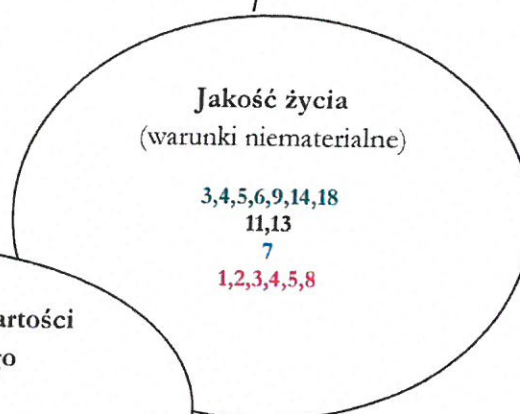 Jakość życia
(warunki niematerialne)
3,4,5,6,9,14,18
11,13
7
1,2,3,4,5,8